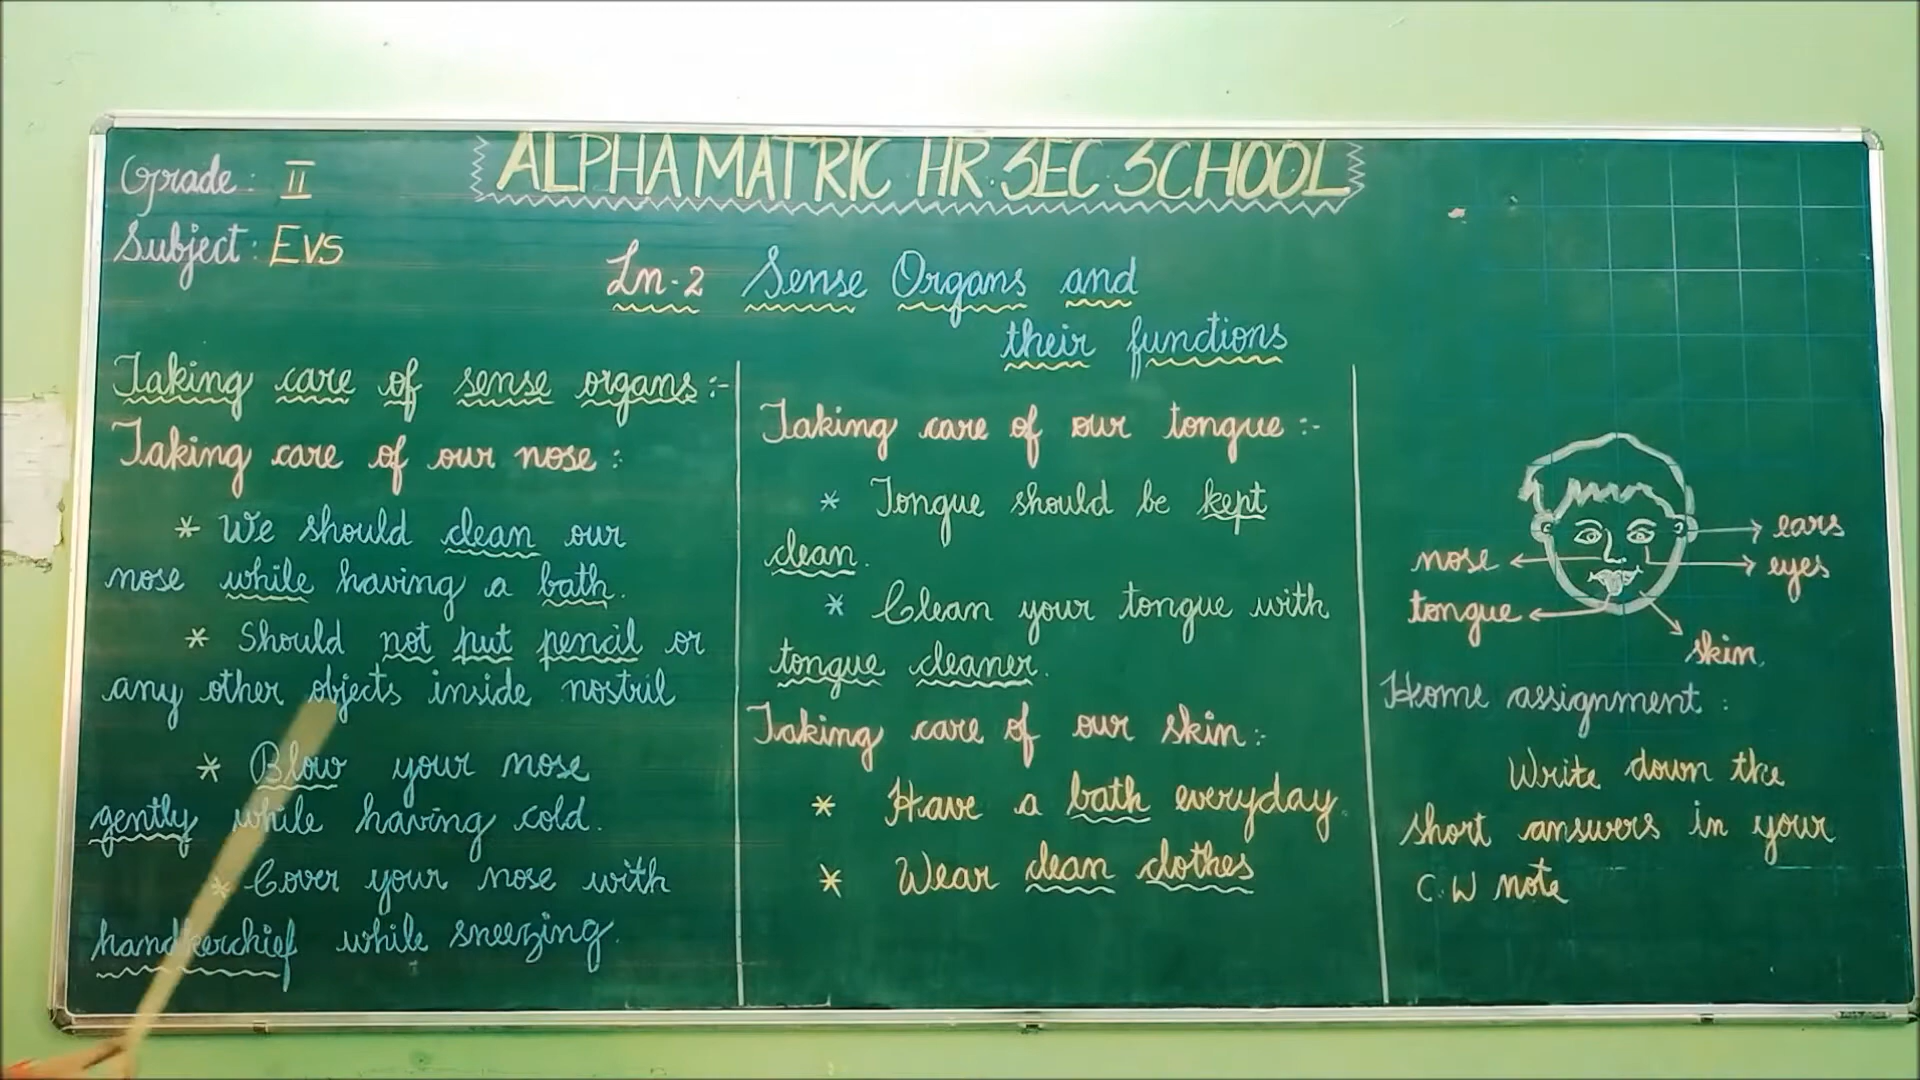 ALPHA MATRIC HR. SEC. SCHOOL
Grade : II
Subject : EVS
Ln-2 Sense Organs and
their functions
Taking care of sense organs :-
Taking care of our nose :
* We should clean our
nose while having a bath.
* Should not put pencil or
any other objects inside nostril
* Blow your nose
gently while having cold.
* Cover your nose with
handkerchief while sneezing.
Taking care of our tongue :-
* Tongue should be kept
clean.
* Clean your tongue with
tongue cleaner.
Taking care of our skin :-
* Have a bath everyday.
* Wear clean clothes
ears
nose
eyes
tongue
skin
Home assignment :
Write down the
short answers in your
C.W note